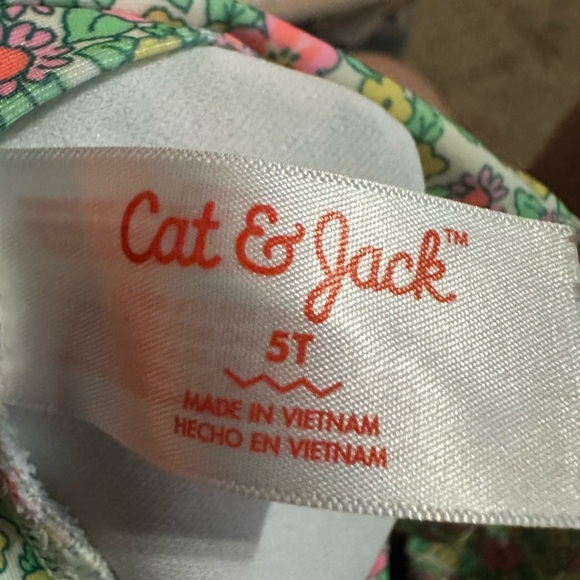 Cat & Jack™
5T
MADE IN VIETNAM
HECHO EN VIETNAM